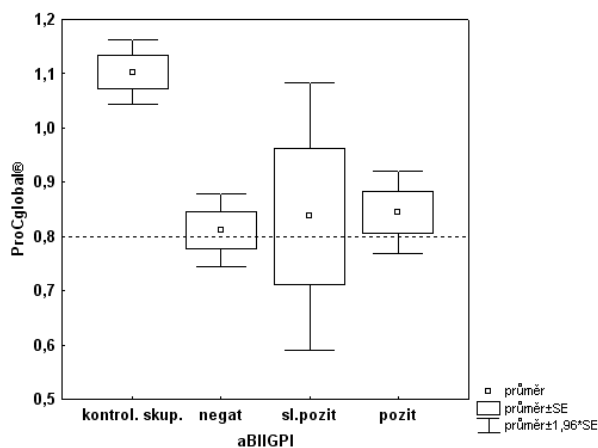 1,2
1,1
1,0
0,9
0,8
0,7
0,6
0,5
ProCglobal®
kontrol. skup. negat sl.pozit pozit
aBIIGPI
průměr
průměr±SE
průměr±1,96*SE